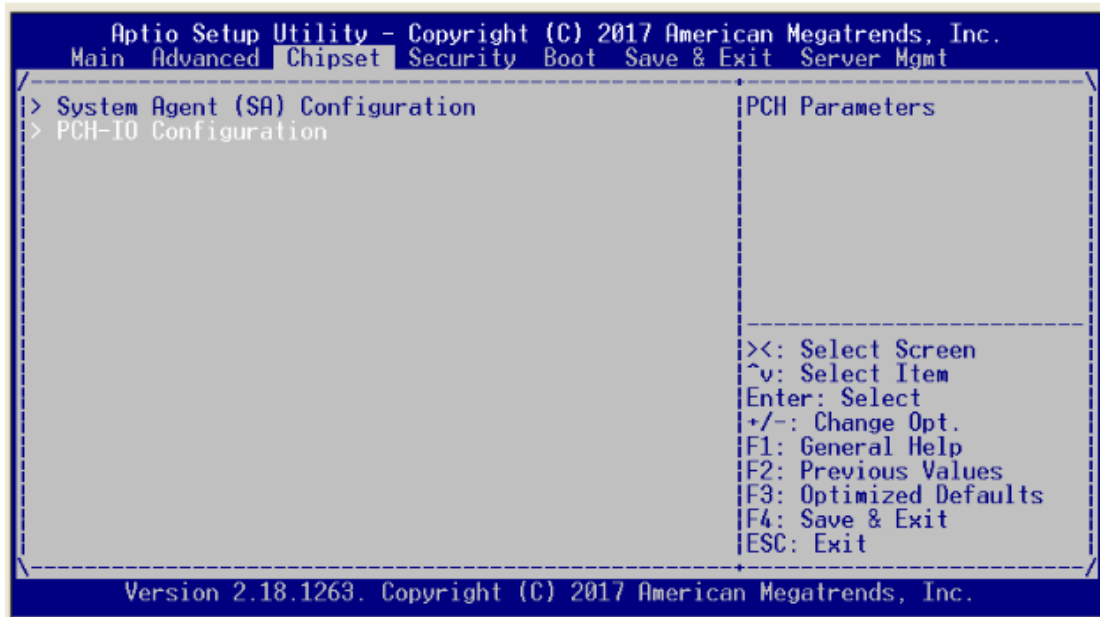 Aptio Setup Utility – Copyright (C) 2017 American Megatrends, Inc.
Main Advanced Chipset Security Boot Save & Exit Server Mgmt
> System Agent (SA) Configuration
> PCH-IO Configuration
PCH Parameters
><: Select Screen
^v: Select Item
Enter: Select
+/-: Change Opt.
F1: General Help
F2: Previous Values
F3: Optimized Defaults
F4: Save & Exit
ESC: Exit
Version 2.18.1263. Copyright (C) 2017 American Megatrends, Inc.